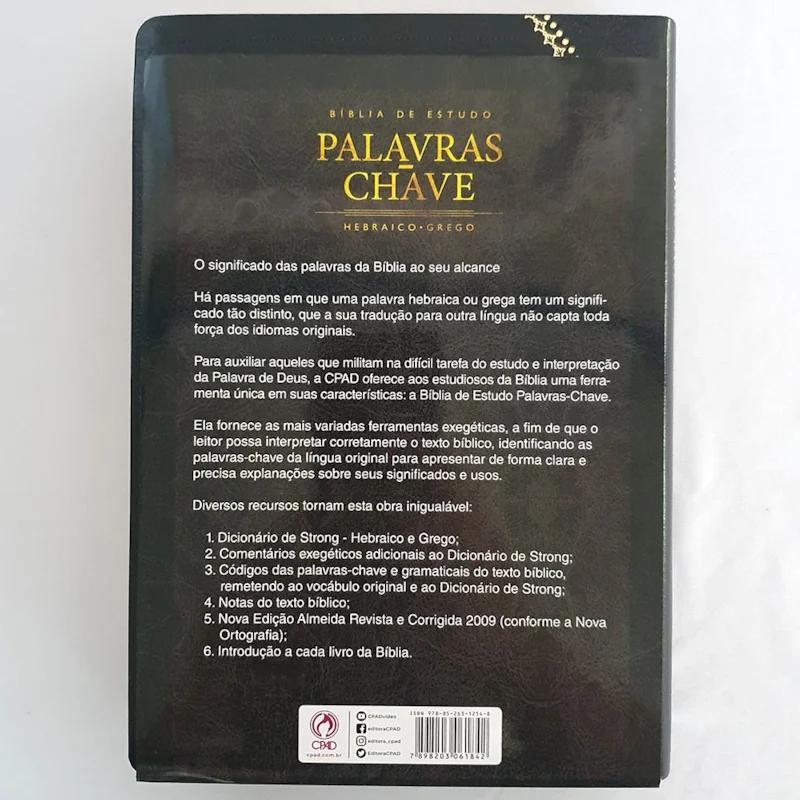 BÍBLIA DE ESTUDO
PALAVRAS
-
CHAVE
HEBRAICO • GREGO
O significado das palavras da Bíblia ao seu alcance
Há passagens em que uma palavra hebraica ou grega tem um signifi-
cado tão distinto, que a sua tradução para outra língua não capta toda
força dos idiomas originais.
Para auxiliar aqueles que militam na difícil tarefa do estudo e interpretação
da Palavra de Deus, a CPAD oferece aos estudiosos da Bíblia uma ferra-
menta única em suas características: a Bíblia de Estudo Palavras-Chave.
Ela fornece as mais variadas ferramentas exegéticas, a fim de que o
leitor possa interpretar corretamente o texto bíblico, identificando as
palavras-chave da língua original para apresentar de forma clara e
precisa explanações sobre seus significados e usos.
Diversos recursos tornam esta obra inigualável:
1. Dicionário de Strong - Hebraico e Grego;
2. Comentários exegéticos adicionais ao Dicionário de Strong;
3. Códigos das palavras-chave e gramaticais do texto bíblico,
remetendo ao vocábulo original e ao Dicionário de Strong;
4. Notas do texto bíblico;
5. Nova Edição Almeida Revista e Corrigida 2009 (conforme a Nova
Ortografia);
6. Introdução a cada livro da Bíblia.
CPAD
cpad.com.br
CPADvideo
editoraCPAD
editora_cpad
EditoraCPAD
ISBN 978-85-263-1254-8
7 898203 061842